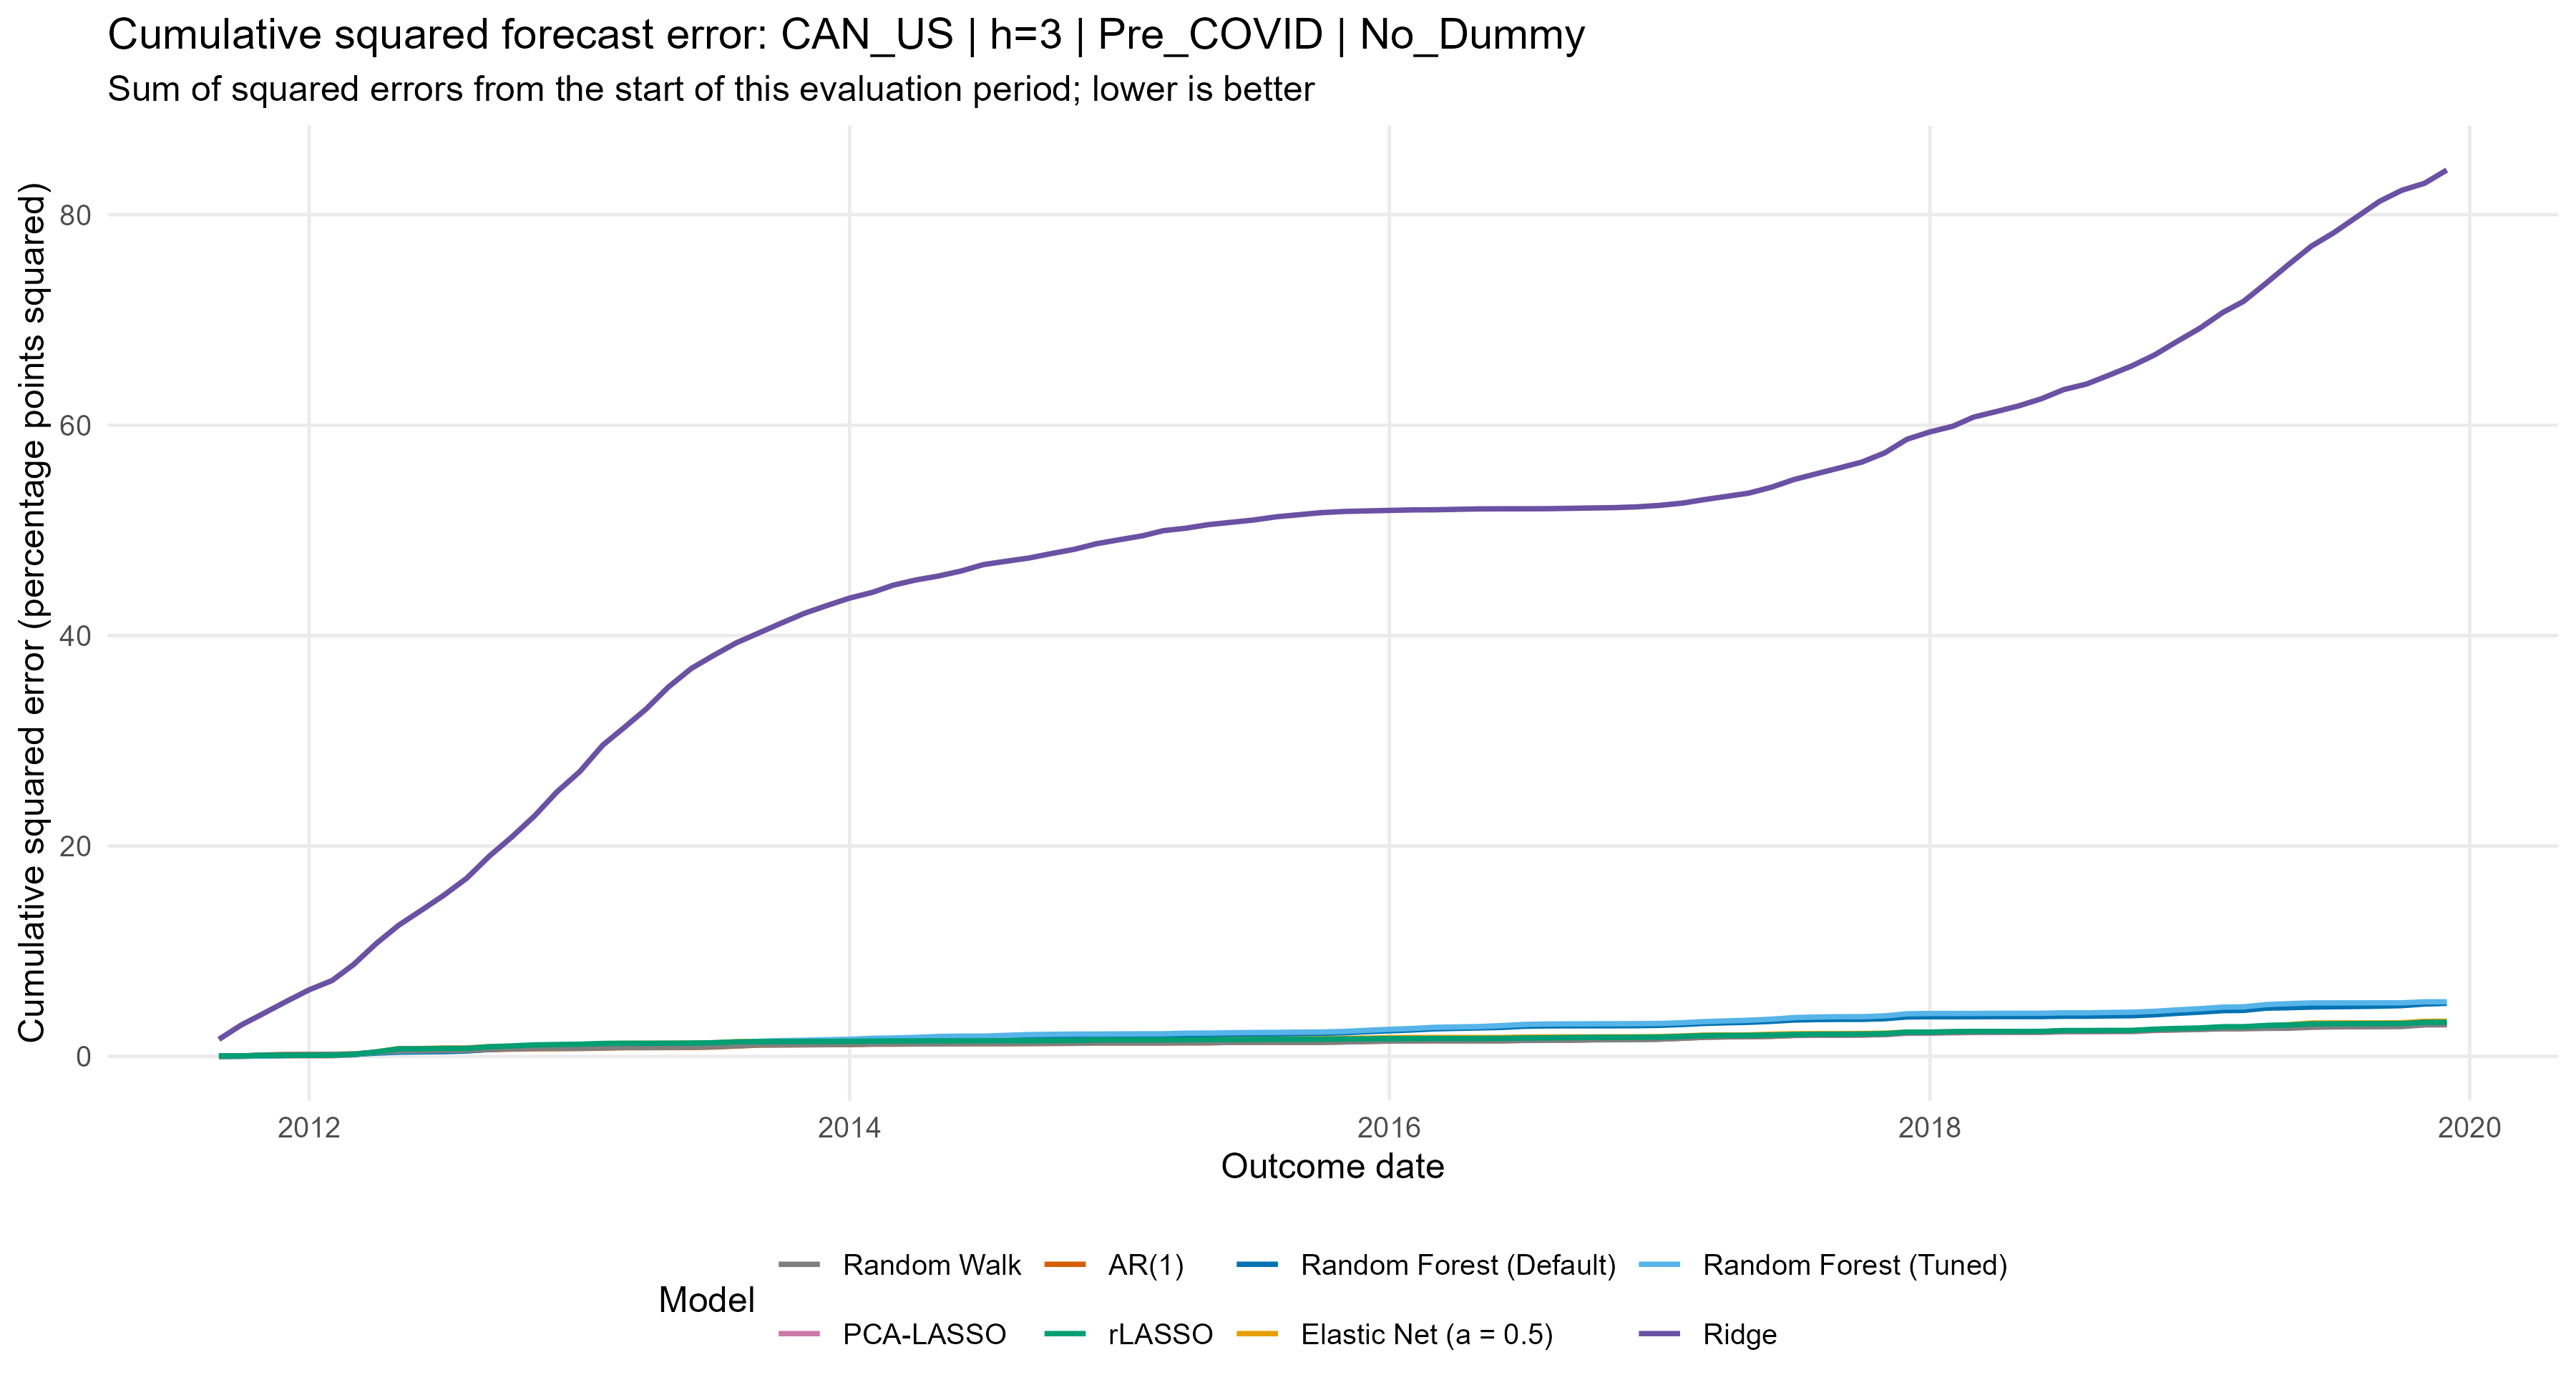 Cumulative squared forecast error: CAN_US | h=3 | Pre_COVID | No_Dummy
Sum of squared errors from the start of this evaluation period; lower is better
Cumulative squared error (percentage points squared)
80
60
40
20
0
2012 2014 2016 2018 2020
Outcome date
Model
Random Walk AR(1) Random Forest (Default) Random Forest (Tuned)
PCA-LASSO rLASSO Elastic Net (a = 0.5) Ridge